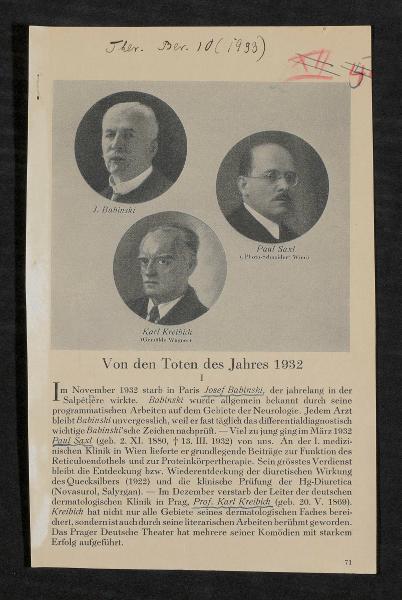 Ther. Ber. 10 (1933)
J. Babinski
Paul Saxl
(Photo-Schneider Wien)
Karl Kreibich
(Gemälde Wagner)
Von den Toten des Jahres 1932
I
Im November 1932 starb in Paris Josef Babinski, der jahrelang in der
Salpêtlère wirkte. Babinski wurde allgemein bekannt durch seine
programmatischen Arbeiten auf dem Gebiete der Neurologie. Jedem Arzt
bleibt Babinski unvergesslich, weil er fast täglich das differentialdiagnostisch
wichtige Babinski'sche Zeichen nachprüft. — Viel zu jung ging im März 1932
Paul Saxl (geb. 2. XI. 1880, † 13. III. 1932) von uns. An der I. medizi-
nischen Klinik in Wien lieferte er grundlegende Beiträge zur Funktion des
Reticuloendothels und zur Proteinkörpertherapie. Sein grösstes Verdienst
bleibt die Entdeckung bzw. Wiederentdeckung der diuretischen Wirkung
des Quecksilbers (1922) und die klinische Prüfung der Hg-Diuretica
(Novasurol, Salyrgan). — Im Dezember verstarb der Leiter der deutschen
dermatologischen Klinik in Prag, Prof. Karl Kreibich (geb. 20. V. 1869).
Kreibich hat nicht nur alle Gebiete seines dermatologischen Faches berei-
chert, sondern ist auch durch seine literarischen Arbeiten berühmt geworden.
Das Prager Deutsche Theater hat mehrere seiner Komödien mit starkem
Erfolg aufgeführt.
71